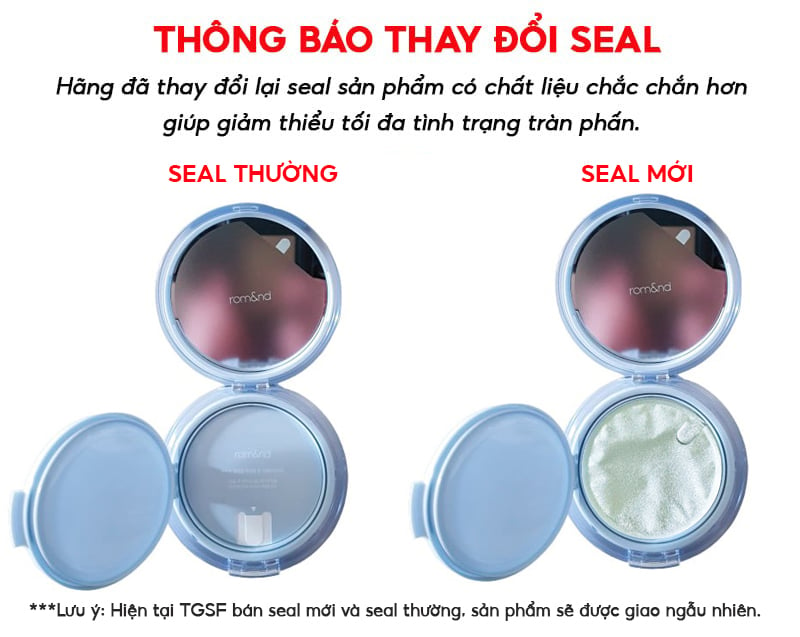 THÔNG BÁO THAY ĐỔI SEAL
Hãng đã thay đổi lại seal sản phẩm có chất liệu chắc chắn hơn
giúp giảm thiểu tối đa tình trạng tràn phấn.
SEAL THƯỜNG
SEAL MỚI
rom&nd
rom&nd
rom&nd
***Lưu ý: Hiện tại TGSF bán seal mới và seal thường, sản phẩm sẽ được giao ngẫu nhiên.